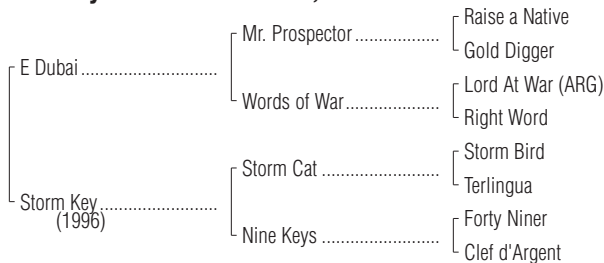 Raise a Native
Mr. Prospector
Gold Digger
E Dubai
Lord At War (ARG)
Words of War
Right Word
Storm Bird
Storm Cat
Terlingua
Storm Key
(1996)
Forty Niner
Nine Keys
Clef d'Argent